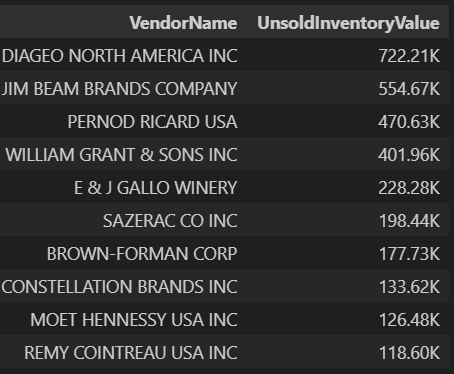 VendorName UnsoldInventoryValue
DIAGEO NORTH AMERICA INC 722.21K
JIM BEAM BRANDS COMPANY 554.67K
PERNOD RICARD USA 470.63K
WILLIAM GRANT & SONS INC 401.96K
E & J GALLO WINERY 228.28K
SAZERAC CO INC 198.44K
BROWN-FORMAN CORP 177.73K
CONSTELLATION BRANDS INC 133.62K
MOET HENNESSY USA INC 126.48K
REMY COINTREAU USA INC 118.60K